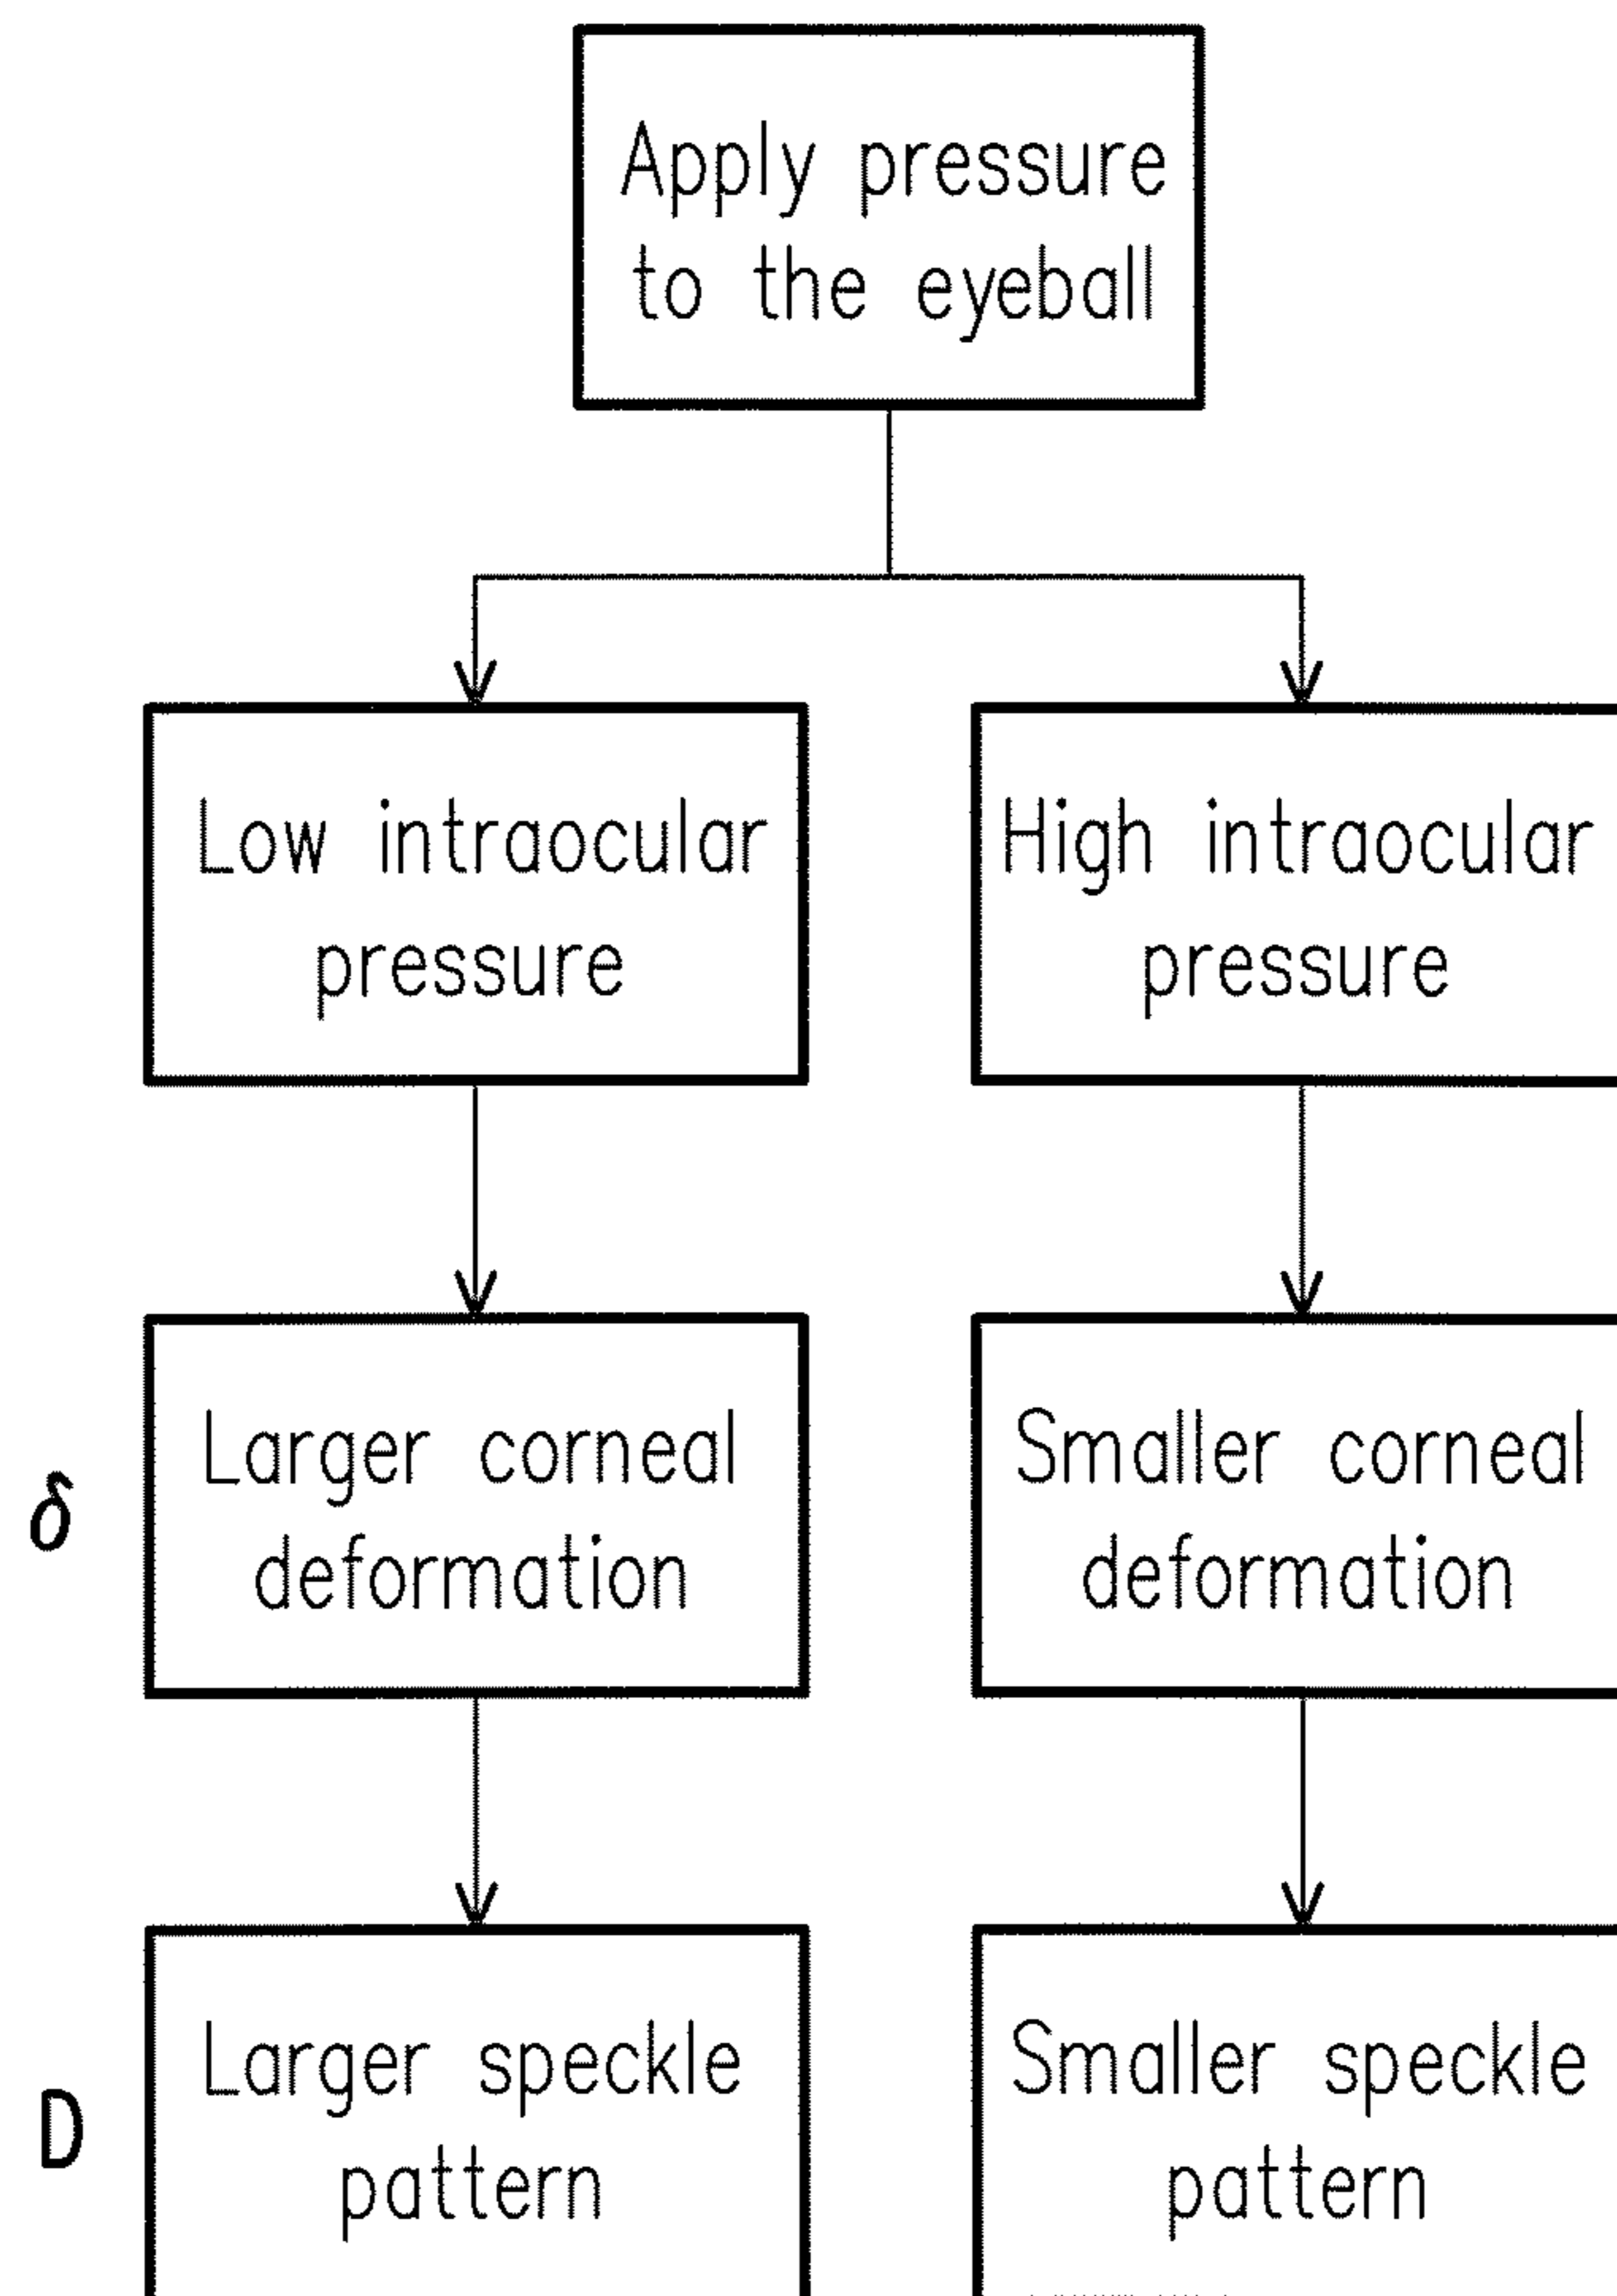 Apply pressure
to the eyeball
Low intraocular
pressure
High intraocular
pressure
δ
Larger corneal
deformation
Smaller corneal
deformation
D
Larger speckle
pattern
Smaller speckle
pattern